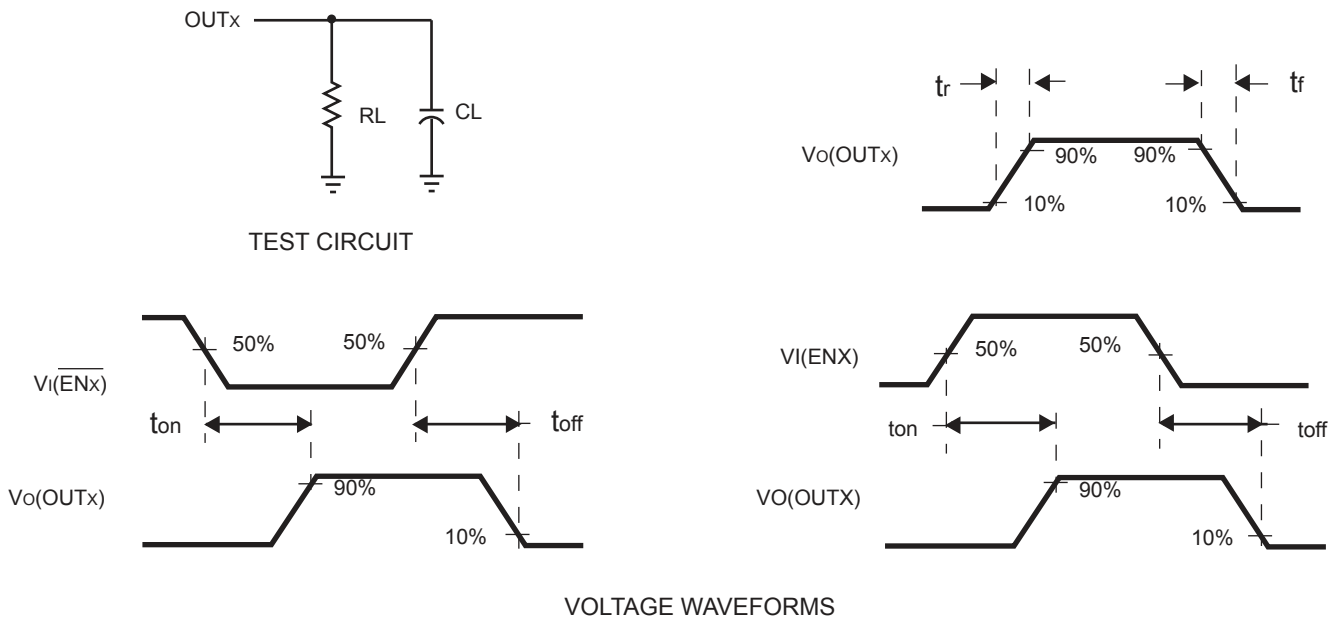 OUTx
RL
CL
TEST CIRCUIT
tr
tf
VO(OUTx)
90%
90%
10%
10%
50%
50%
VI(E̅N̅x̅)
ton
toff
VO(OUTx)
90%
10%
50%
50%
VI(ENX)
ton
toff
VO(OUTX)
90%
10%
VOLTAGE WAVEFORMS